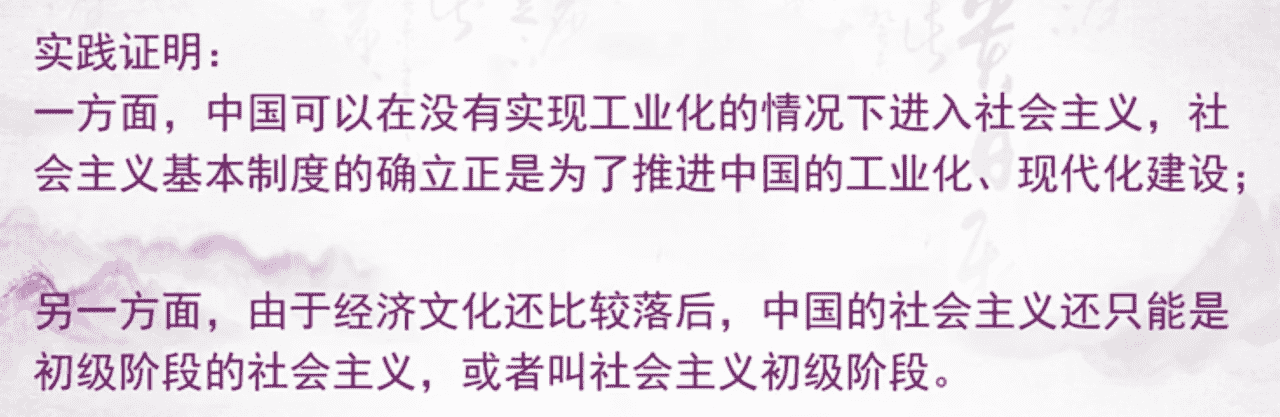 实践证明：
一方面，中国可以在没有实现工业化的情况下进入社会主义，社
会主义基本制度的确立正是为了推进中国的工业化、现代化建设；
另一方面，由于经济文化还比较落后，中国的社会主义还只能是
初级阶段的社会主义，或者叫社会主义初级阶段。